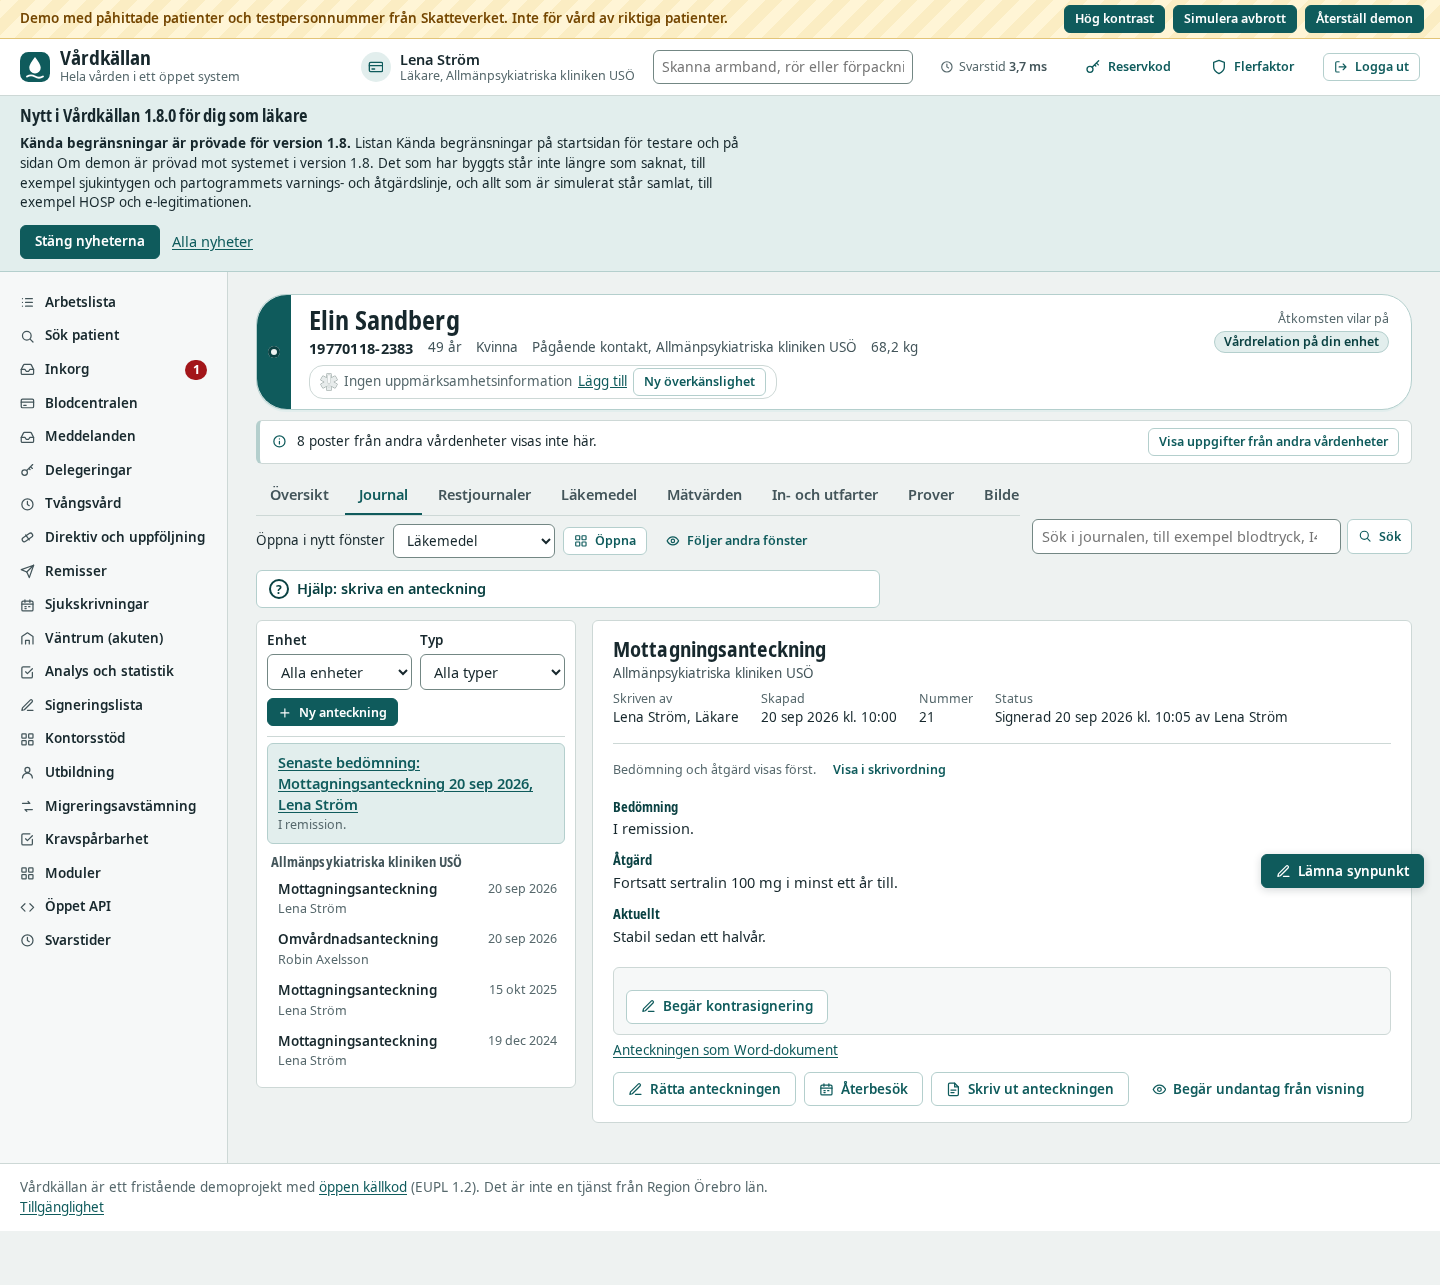 Demo med påhittade patienter och testpersonnummer från Skatteverket. Inte för vård av riktiga patienter.
Hög kontrast
Simulera avbrott
Återställ demon
Vårdkällan
Hela vården i ett öppet system
Lena Ström
Läkare, Allmänpsykiatriska kliniken USÖ
Skanna armband, rör eller förpackni
Svarstid 3,7 ms
Reservkod
Flerfaktor
Logga ut
Nytt i Vårdkällan 1.8.0 för dig som läkare
Kända begränsningar är prövade för version 1.8. Listan Kända begränsningar på startsidan för testare och på
sidan Om demon är prövad mot systemet i version 1.8. Det som har byggts står inte längre som saknat, till
exempel sjukintygen och partogrammets varnings- och åtgärdslinje, och allt som är simulerat står samlat, till
exempel HOSP och e-legitimationen.
Stäng nyheterna
Alla nyheter
Arbetslista
Sök patient
Inkorg
1
Blodcentralen
Meddelanden
Delegeringar
Tvångsvård
Direktiv och uppföljning
Remisser
Sjukskrivningar
Väntrum (akuten)
Analys och statistik
Signeringslista
Kontorsstöd
Utbildning
Migreringsavstämning
Kravspårbarhet
Moduler
Öppet API
Svarstider
Elin Sandberg
19770118-2383
49 år
Kvinna
Pågående kontakt, Allmänpsykiatriska kliniken USÖ
68,2 kg
Ingen uppmärksamhetsinformation
Lägg till
Ny överkänslighet
Åtkomsten vilar på
Vårdrelation på din enhet
8 poster från andra vårdenheter visas inte här.
Visa uppgifter från andra vårdenheter
Översikt
Journal
Restjournaler
Läkemedel
Mätvärden
In- och utfarter
Prover
Bilde
Öppna i nytt fönster
Läkemedel
Öppna
Följer andra fönster
Sök i journalen, till exempel blodtryck, I4
Sök
? Hjälp: skriva en anteckning
Enhet
Typ
Alla enheter
Alla typer
Ny anteckning
Senaste bedömning:
Mottagningsanteckning 20 sep 2026,
Lena Ström
I remission.
Allmänpsykiatriska kliniken USÖ
Mottagningsanteckning
20 sep 2026
Lena Ström
Omvårdnadsanteckning
20 sep 2026
Robin Axelsson
Mottagningsanteckning
15 okt 2025
Lena Ström
Mottagningsanteckning
19 dec 2024
Lena Ström
Mottagningsanteckning
Allmänpsykiatriska kliniken USÖ
Skriven av
Lena Ström, Läkare
Skapad
20 sep 2026 kl. 10:00
Nummer
21
Status
Signerad 20 sep 2026 kl. 10:05 av Lena Ström
Bedömning och åtgärd visas först.
Visa i skrivordning
Bedömning
I remission.
Åtgärd
Fortsatt sertralin 100 mg i minst ett år till.
Aktuellt
Stabil sedan ett halvår.
Lämna synpunkt
Begär kontrasignering
Anteckningen som Word-dokument
Rätta anteckningen
Återbesök
Skriv ut anteckningen
Begär undantag från visning
Vårdkällan är ett fristående demoprojekt med öppen källkod (EUPL 1.2). Det är inte en tjänst från Region Örebro län.
Tillgänglighet